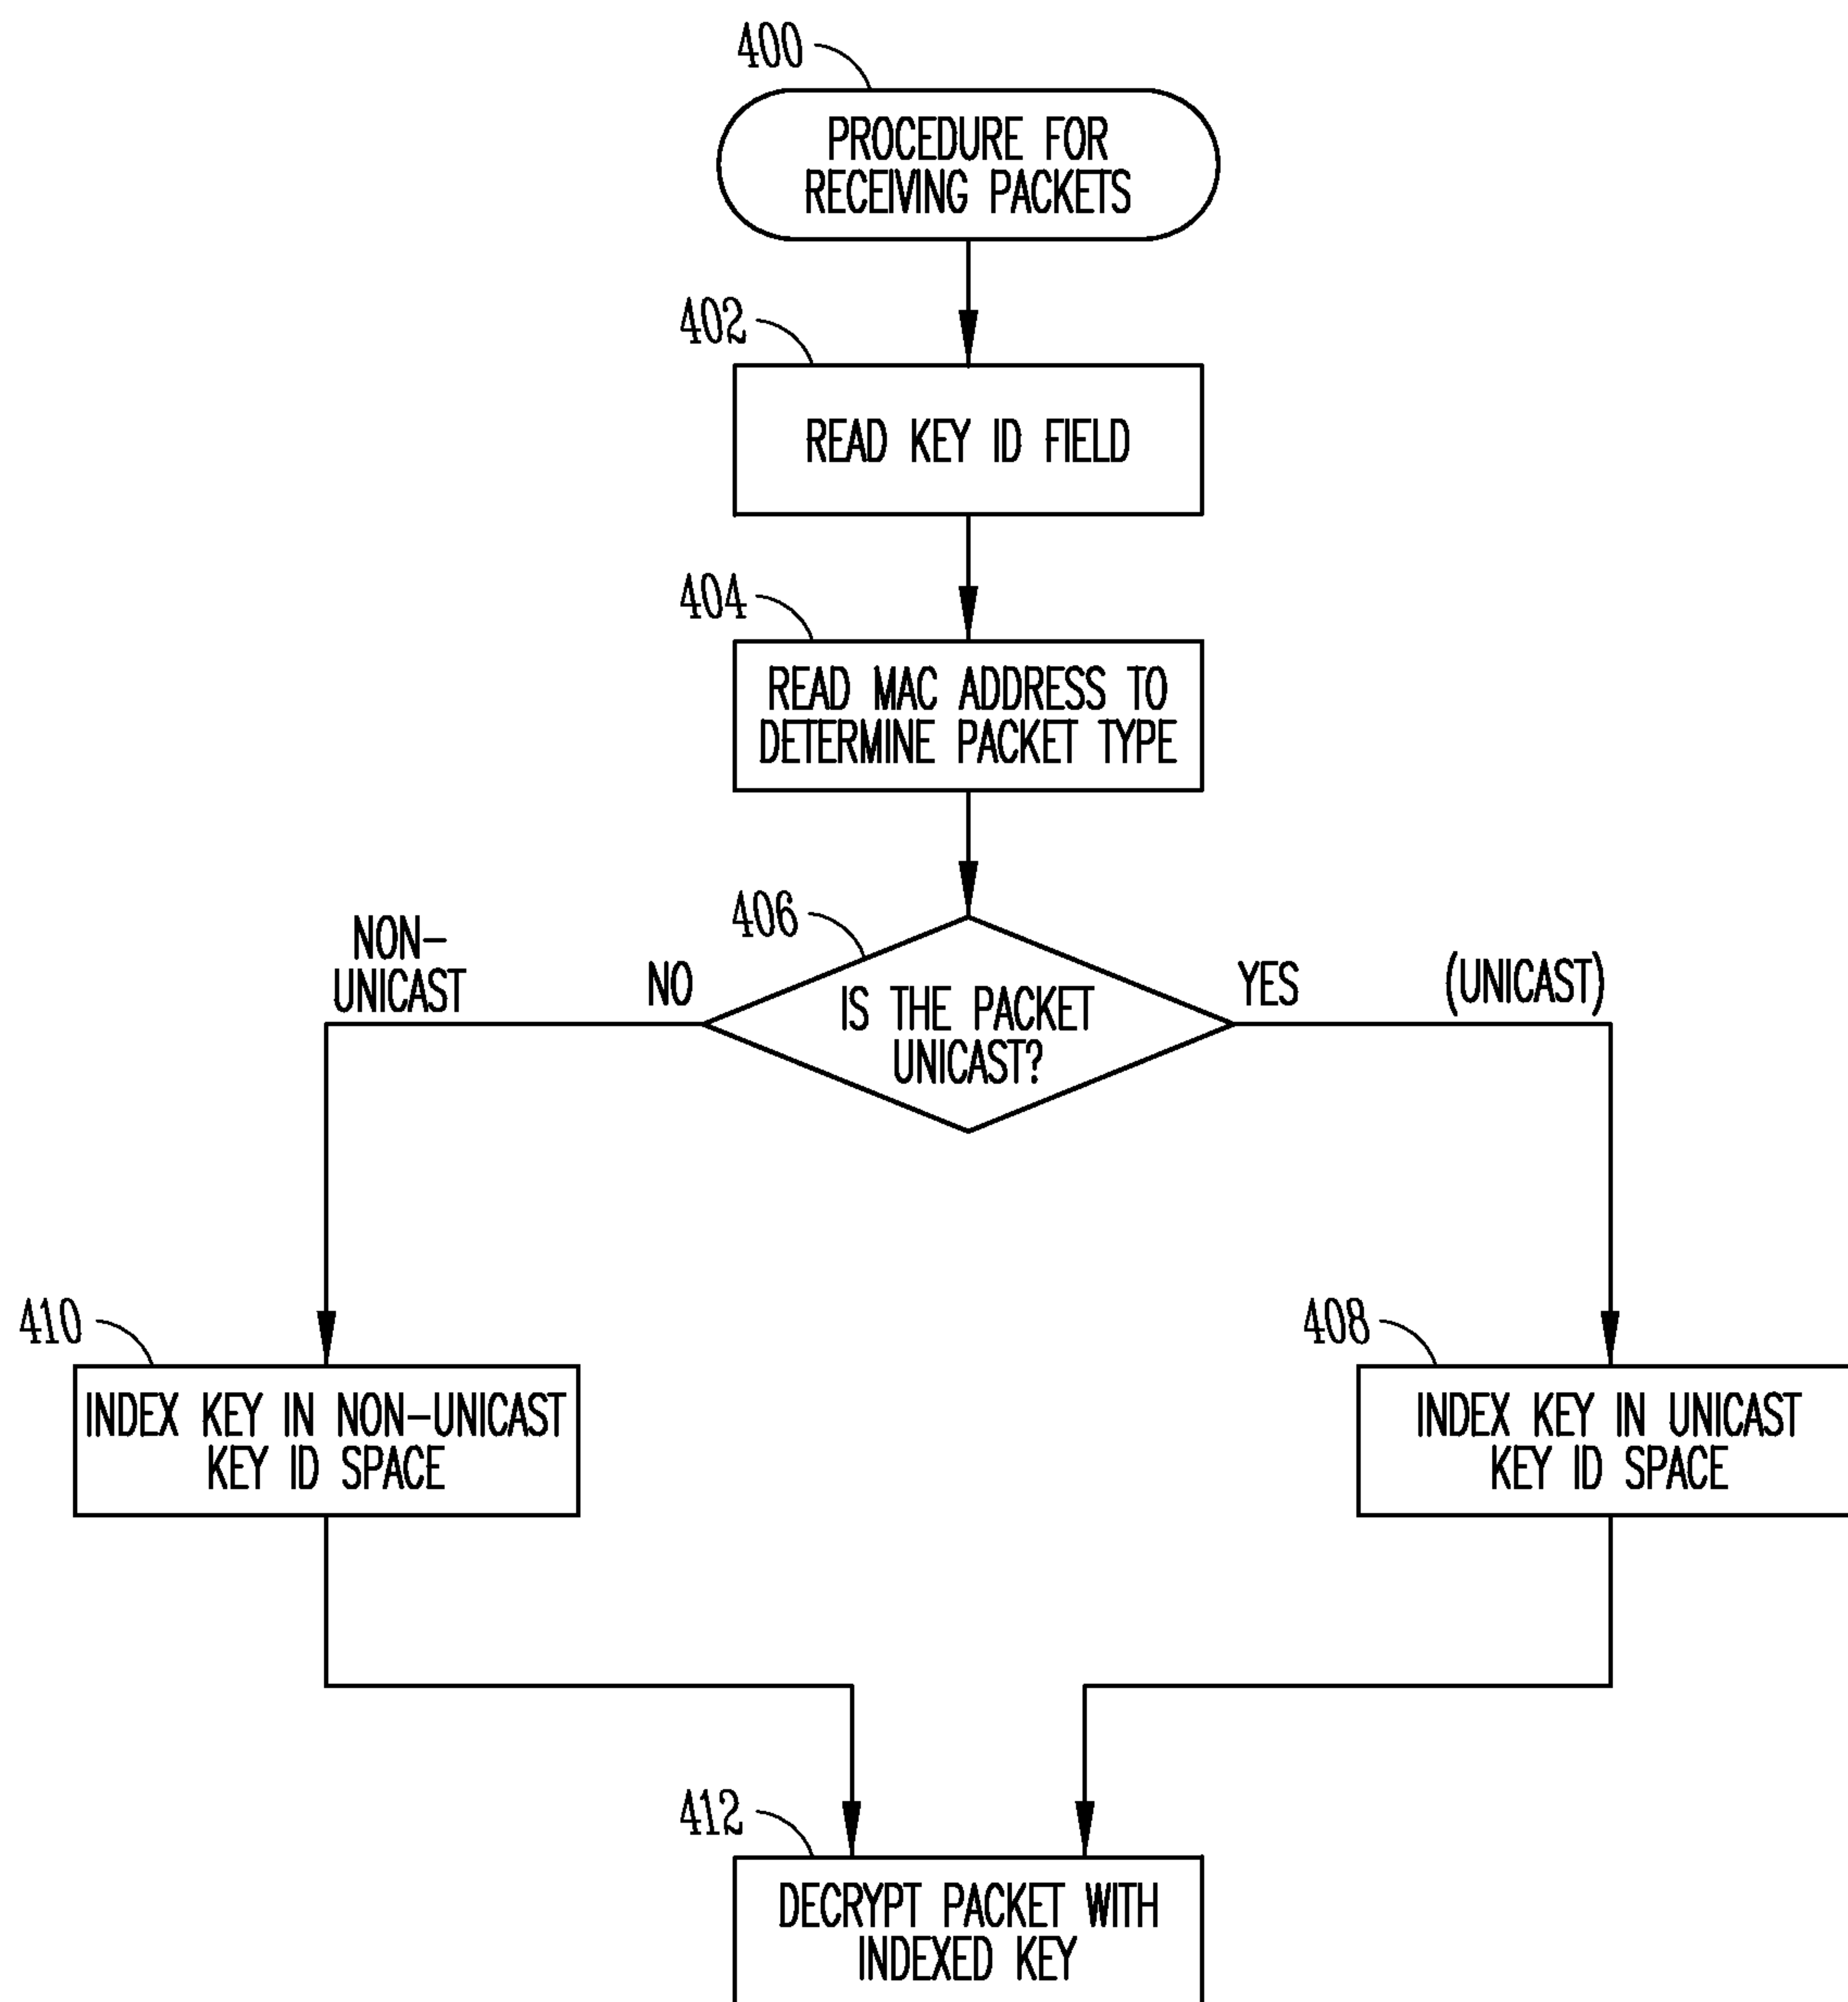 400
PROCEDURE FOR
RECEIVING PACKETS
402
READ KEY ID FIELD
404
READ MAC ADDRESS TO
DETERMINE PACKET TYPE
406
NON-
UNICAST
NO
IS THE PACKET
UNICAST?
YES
(UNICAST)
410
INDEX KEY IN NON-UNICAST
KEY ID SPACE
408
INDEX KEY IN UNICAST
KEY ID SPACE
412
DECRYPT PACKET WITH
INDEXED KEY